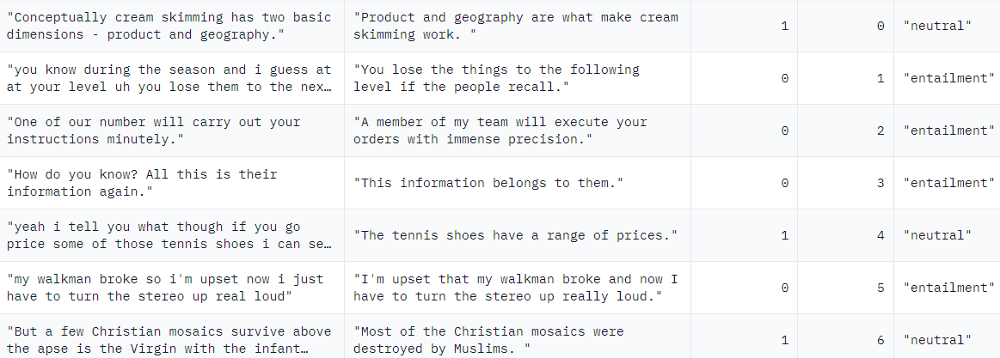 "Conceptually cream skimming has two basic
dimensions - product and geography."
"Product and geography are what make cream
skimming work. "
1
0
"neutral"
"you know during the season and i guess at
at your level uh you lose them to the nex…
"You lose the things to the following
level if the people recall."
0
1
"entailment"
"One of our number will carry out your
instructions minutely."
"A member of my team will execute your
orders with immense precision."
0
2
"entailment"
"How do you know? All this is their
information again."
"This information belongs to them."
0
3
"entailment"
"yeah i tell you what though if you go
price some of those tennis shoes i can se…
"The tennis shoes have a range of prices."
1
4
"neutral"
"my walkman broke so i'm upset now i just
have to turn the stereo up real loud"
"I'm upset that my walkman broke and now I
have to turn the stereo up really loud."
0
5
"entailment"
"But a few Christian mosaics survive above
the apse is the Virgin with the infant…
"Most of the Christian mosaics were
destroyed by Muslims. "
1
6
"neutral"